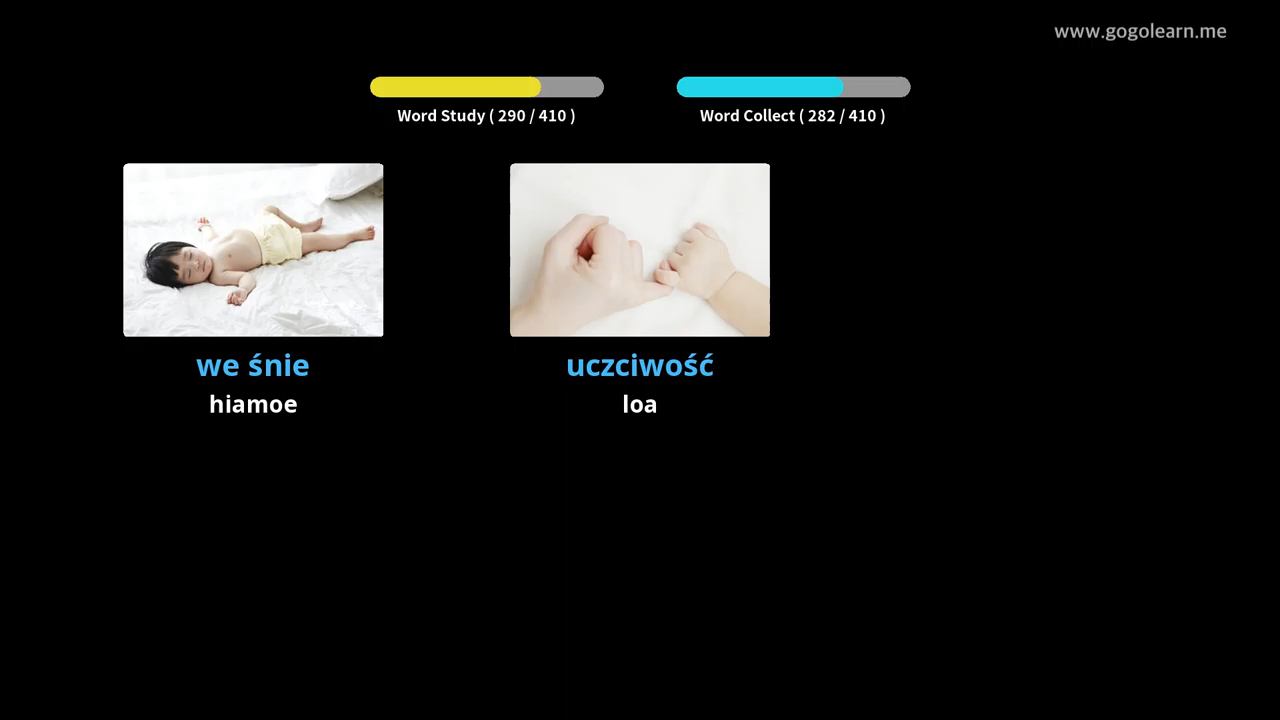 www.gogolearn.me
Word Study ( 290 / 410 )
Word Collect ( 282 / 410 )
we śnie
hiamoe
uczciwość
loa